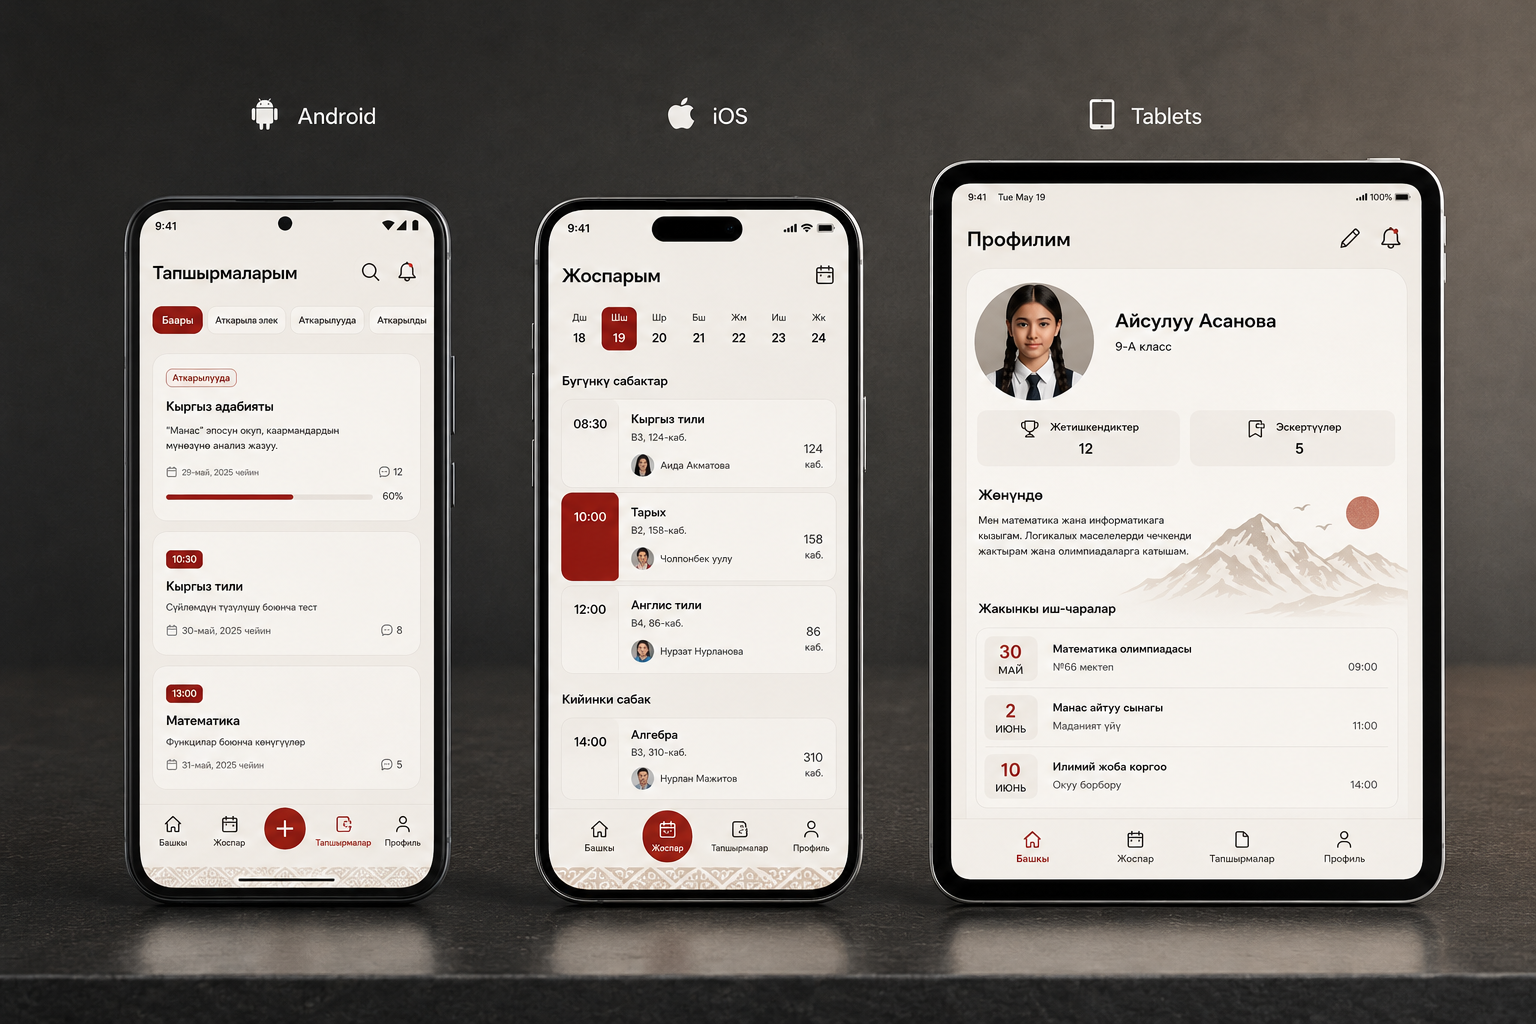 Android
iOS
Tablets
9:41
Тапшырмаларым
Баары
Аткарыла элек
Аткарылууда
Аткарылды
Аткарылууда
Кыргыз адабияты
"Манас" эпосун окуп, каармандардын
мүнөзүнө анализ жазуу.
29-май, 2025 чейин
12
60%
10:30
Кыргыз тили
Сүйлөмдүн түзүлүшү боюнча тест
30-май, 2025 чейин
8
13:00
Математика
Функцилар боюнча көнүгүүлөр
31-май, 2025 чейин
5
Башкы
Жоспар
Тапшырмалар
Профиль
9:41
Жоспарым
Дш Шш Шр Бш Жм Иш Жк
18 19 20 21 22 23 24
Бүгүнкү сабактар
08:30
Кыргыз тили
В3, 124-каб.
Аида Акматова
124
каб.
10:00
Тарых
В2, 158-каб.
Чолпонбек уулу
158
каб.
12:00
Англис тили
В4, 86-каб.
Нурзат Нурланова
86
каб.
Кийинки сабак
14:00
Алгебра
В3, 310-каб.
Нурлан Мажитов
310
каб.
Башкы
Жоспар
Тапшырмалар
Профиль
9:41 Tue May 19
100%
Профилим
Айсулуу Асанова
9-А класс
Жетишкендиктер
12
Эскертүүлөр
5
Жөнүндө
Мен математика жана информатикага
кызыгам. Логикалых маселелерди чечкенди
жактырам жана олимпиадаларга катышам.
Жакынкы иш-чаралар
30
МАЙ
Математика олимпиадасы
№66 мектеп
09:00
2
ИЮНЬ
Манас айтуу сынагы
Маданият үйү
11:00
10
ИЮНЬ
Илимий жоба коргоо
Окуу борбору
14:00
Башкы
Жоспар
Тапшырмалар
Профиль